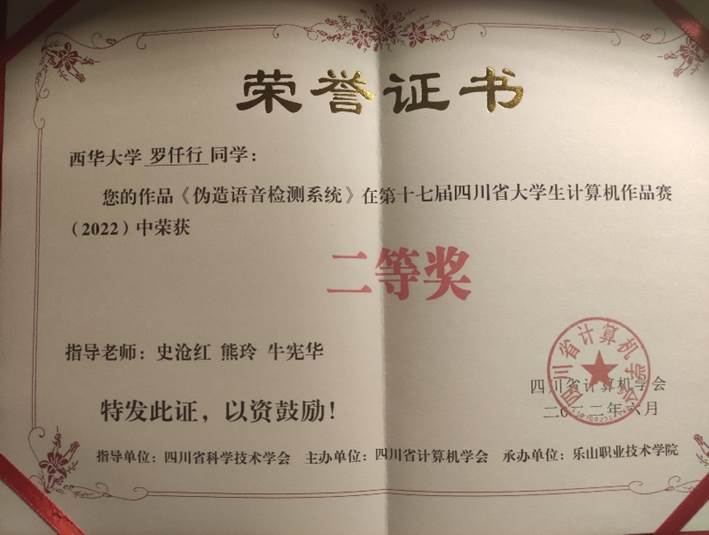 荣誉证书
西华大学 罗仟行 同学：
您的作品《伪造语音检测系统》在第十七届四川省大学生计算机作品赛
（2022）中荣获
二等奖
指导老师：史沧红 熊玲 牛宪华
四川省计算机学会
四川省计算机学会
二〇二二年六月
特发此证，以资鼓励！
指导单位：四川省科学技术学会 主办单位：四川省计算机学会 承办单位：乐山职业技术学院